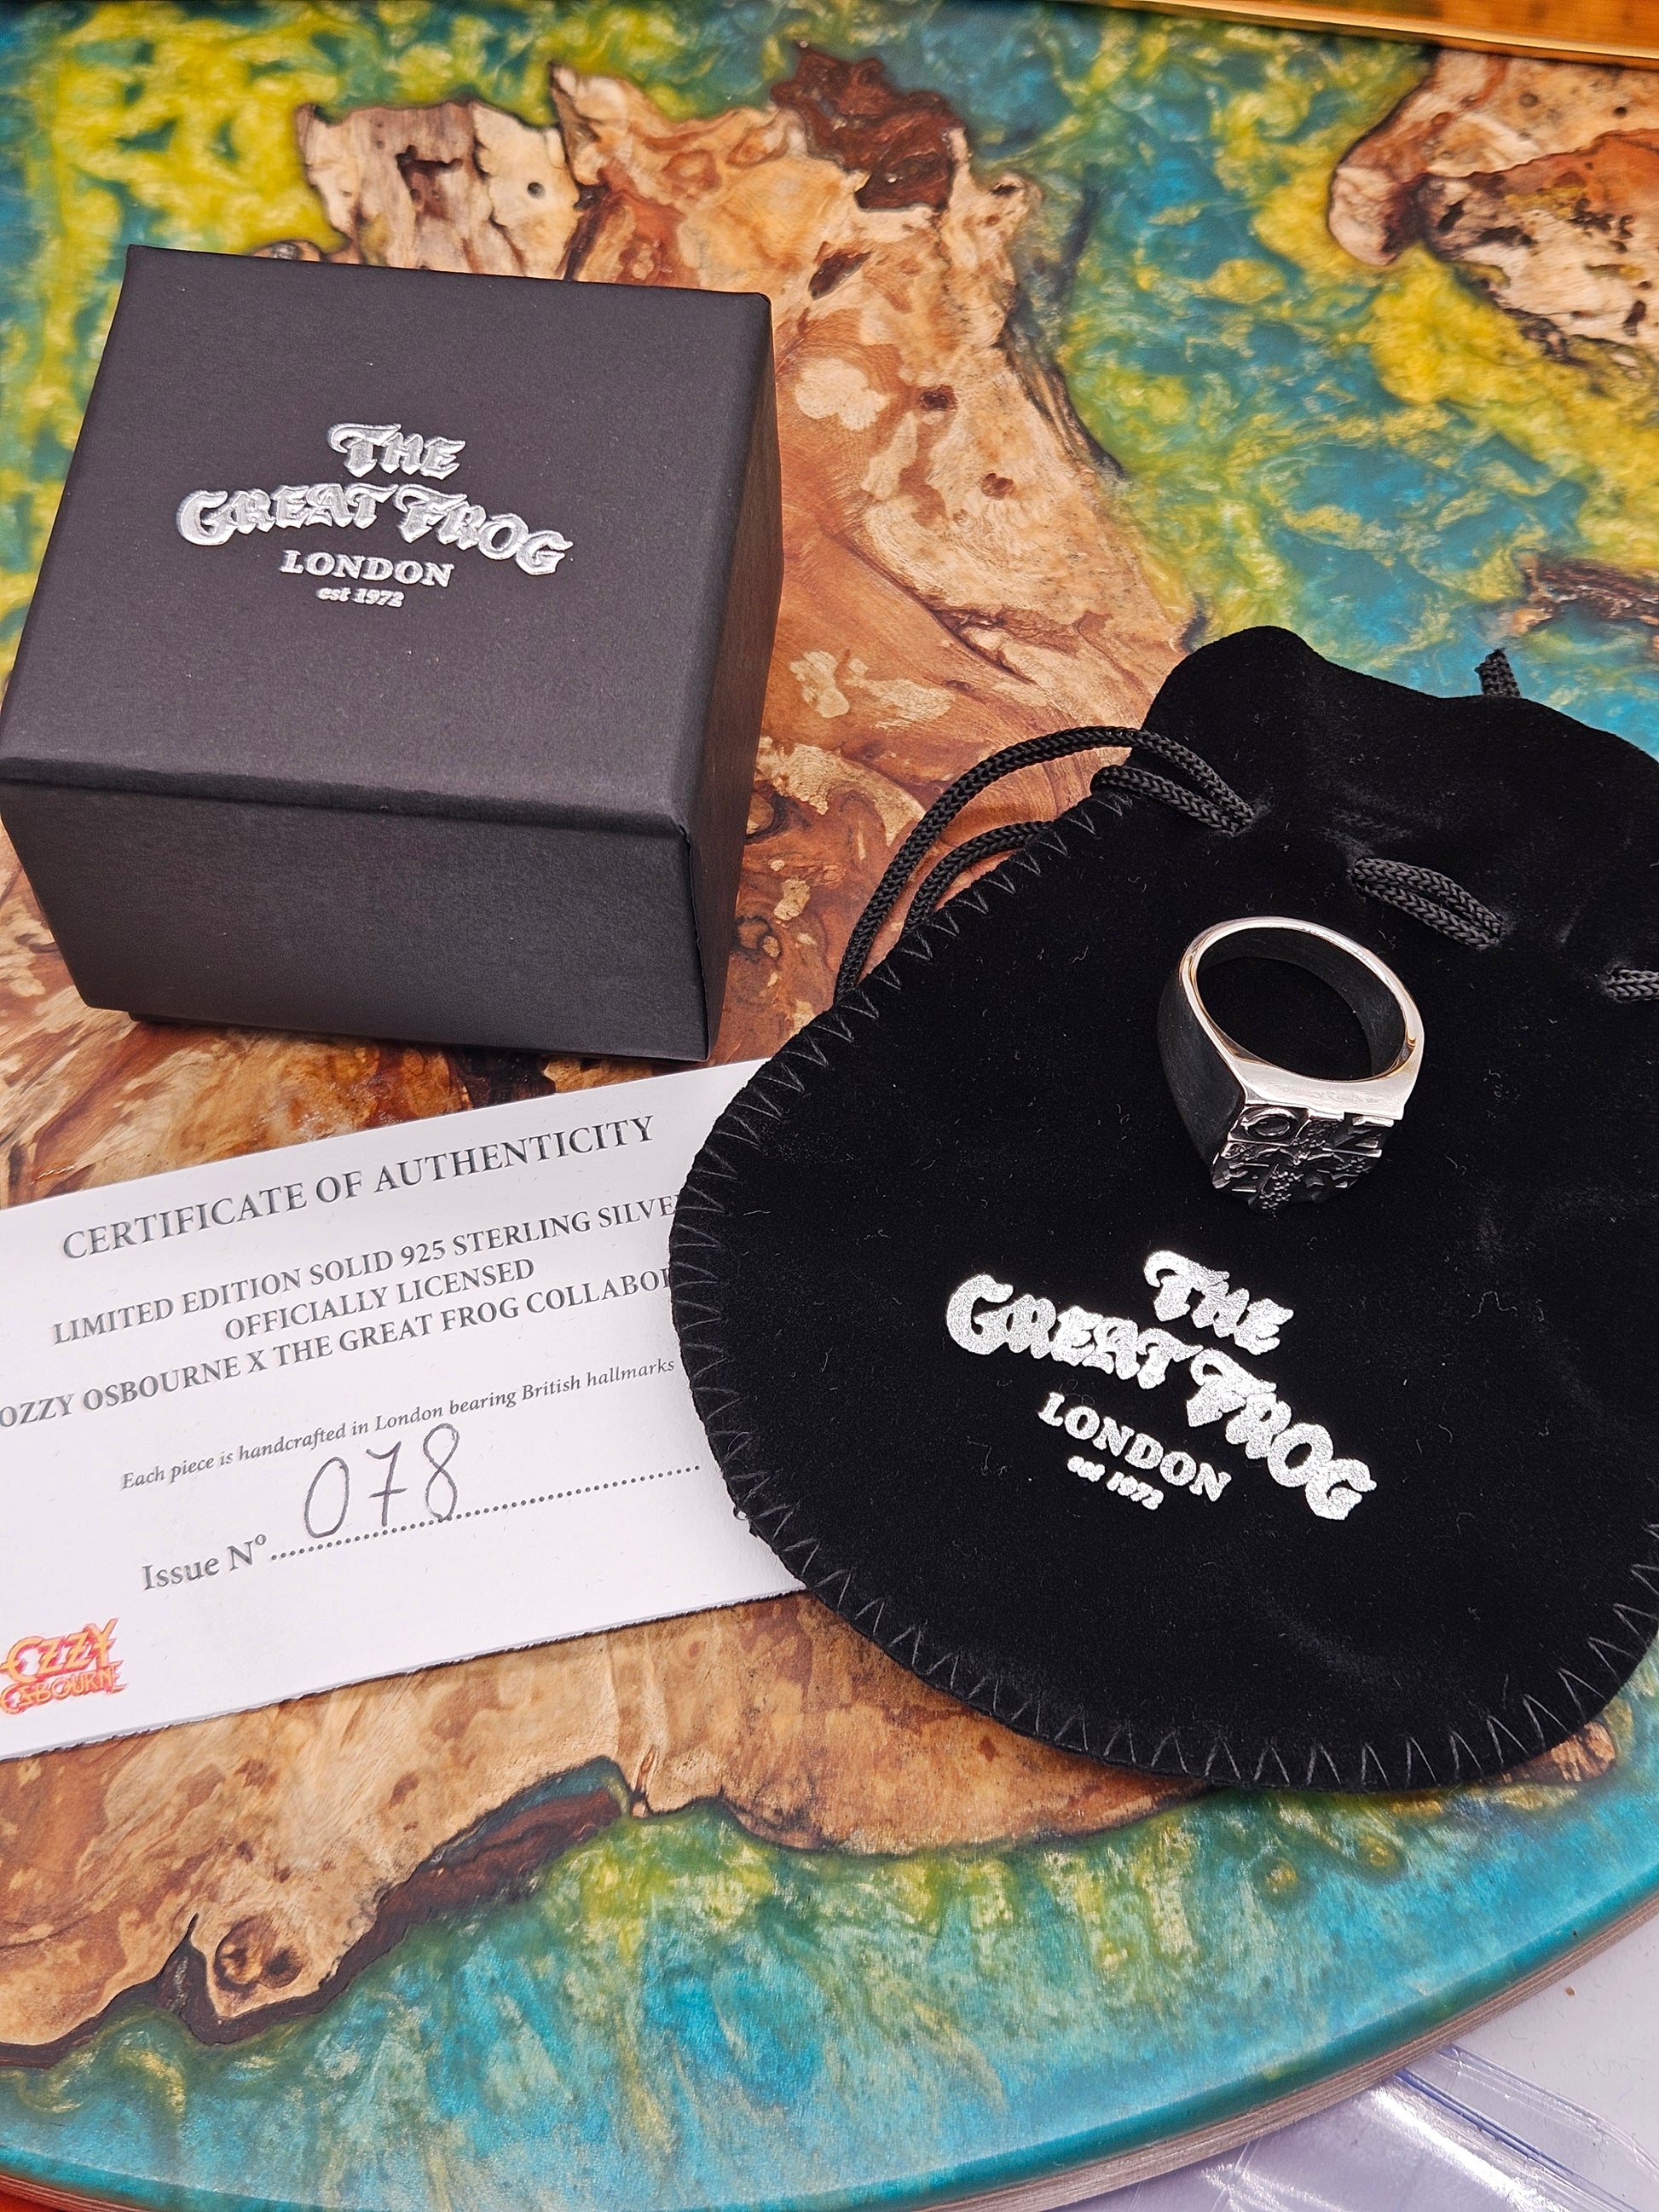 THE
GREAT FROG
LONDON
est 1972
CERTIFICATE OF AUTHENTICITY
LIMITED EDITION SOLID 925 STERLING SILVE
OFFICIALLY LICENSED
OZZY OSBOURNE X THE GREAT FROG COLLABO
Each piece is handcrafted in London bearing British hallmarks
Issue Nº 078
OZZY
OSBOURNE
THE
GREAT FROG
LONDON
est 1972